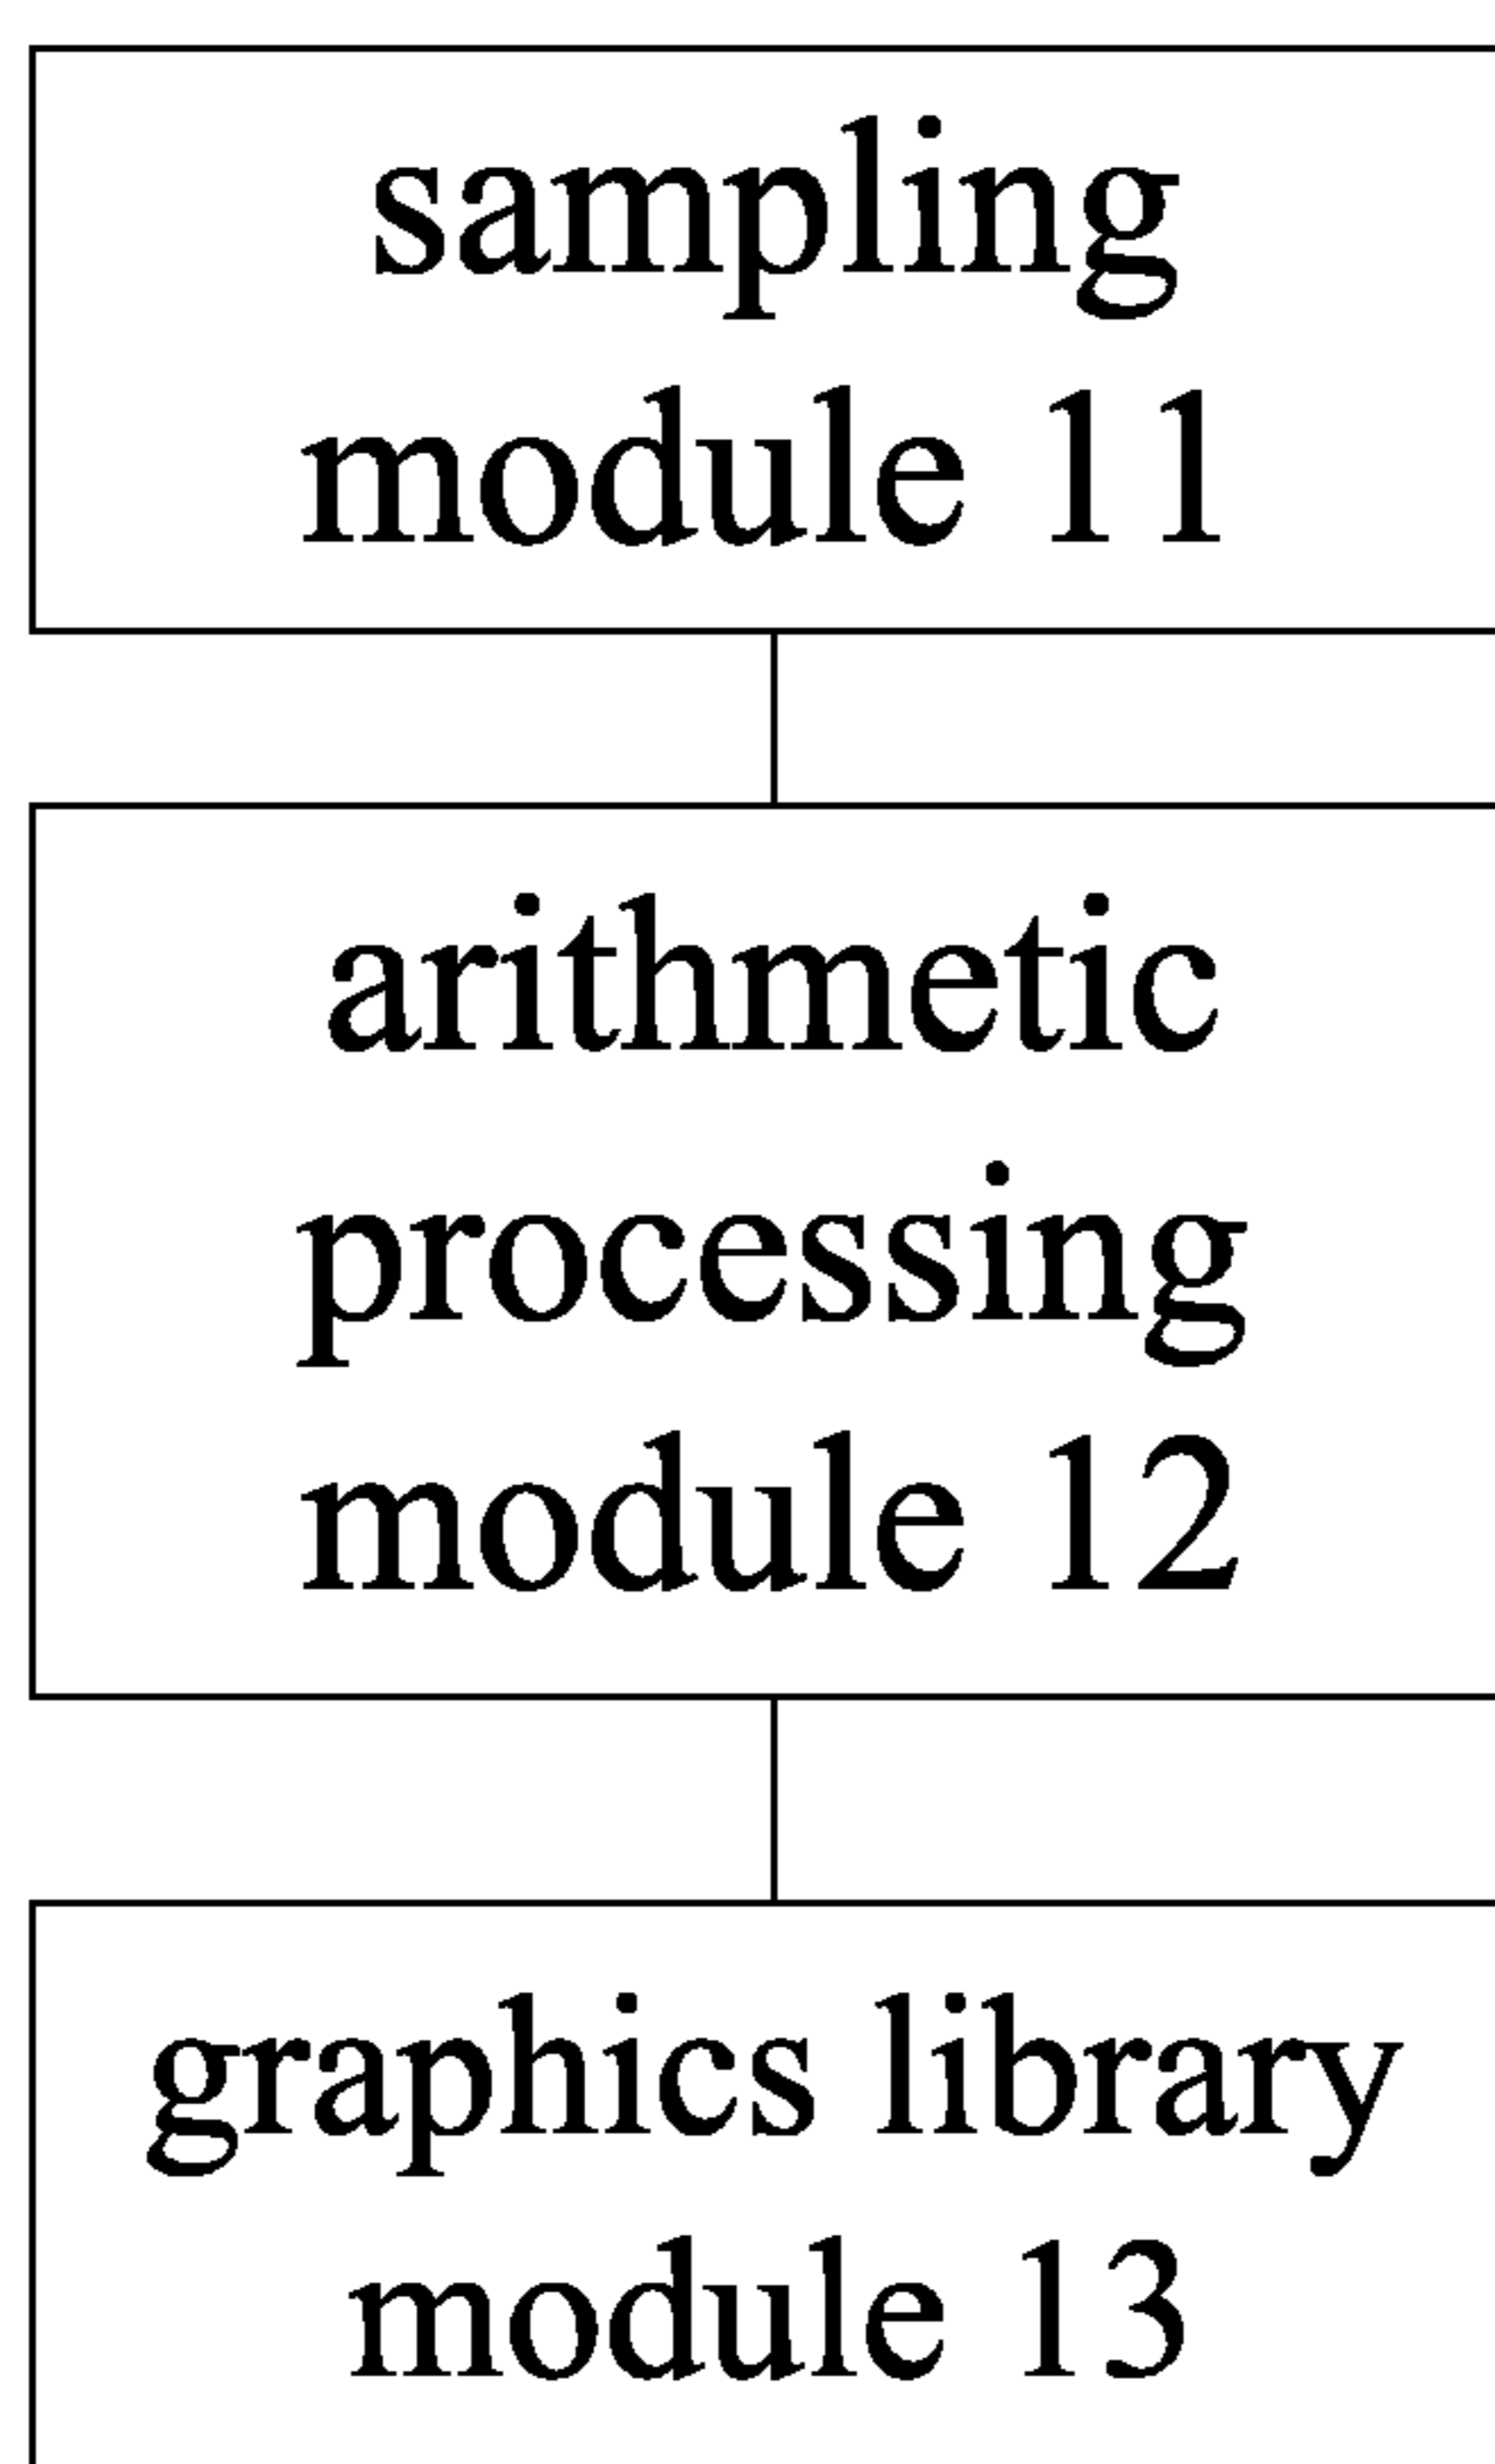 sampling
module 11
arithmetic
processing
module 12
graphics library
module 13